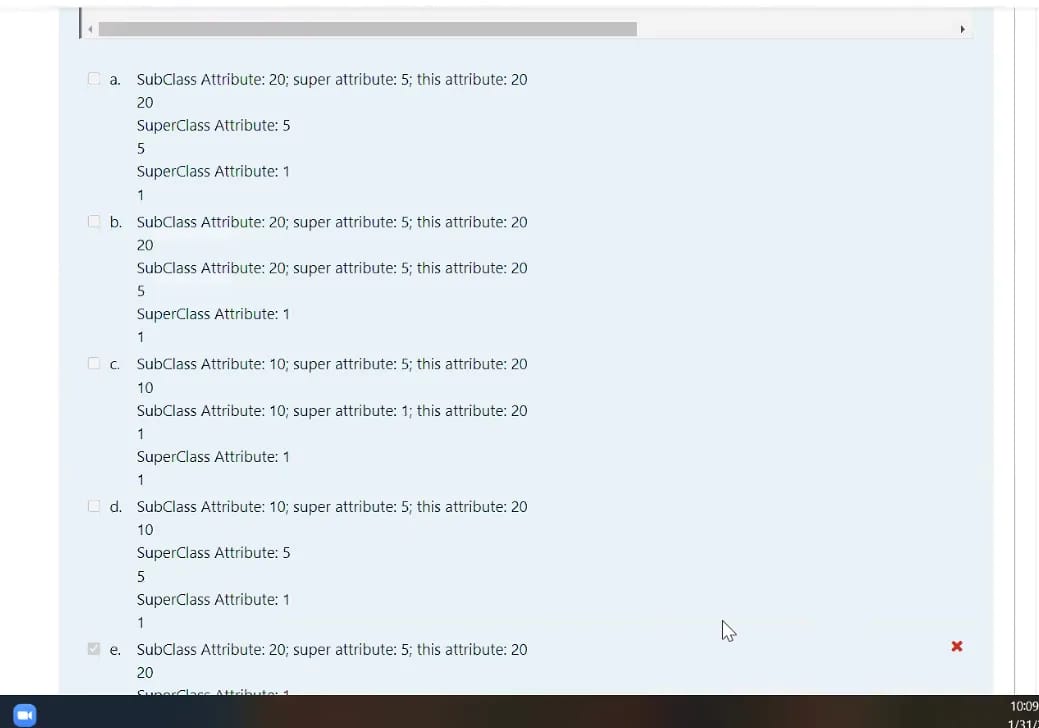 a. SubClass Attribute: 20; super attribute: 5; this attribute: 20
20
SuperClass Attribute: 5
5
SuperClass Attribute: 1
1
b. SubClass Attribute: 20; super attribute: 5; this attribute: 20
20
SubClass Attribute: 20; super attribute: 5; this attribute: 20
5
SuperClass Attribute: 1
1
c. SubClass Attribute: 10; super attribute: 5; this attribute: 20
10
SubClass Attribute: 10; super attribute: 1; this attribute: 20
1
SuperClass Attribute: 1
1
d. SubClass Attribute: 10; super attribute: 5; this attribute: 20
10
SuperClass Attribute: 5
5
SuperClass Attribute: 1
1
e. SubClass Attribute: 20; super attribute: 5; this attribute: 20
20
SuperClass Attribute: 1
10:09
1/31/